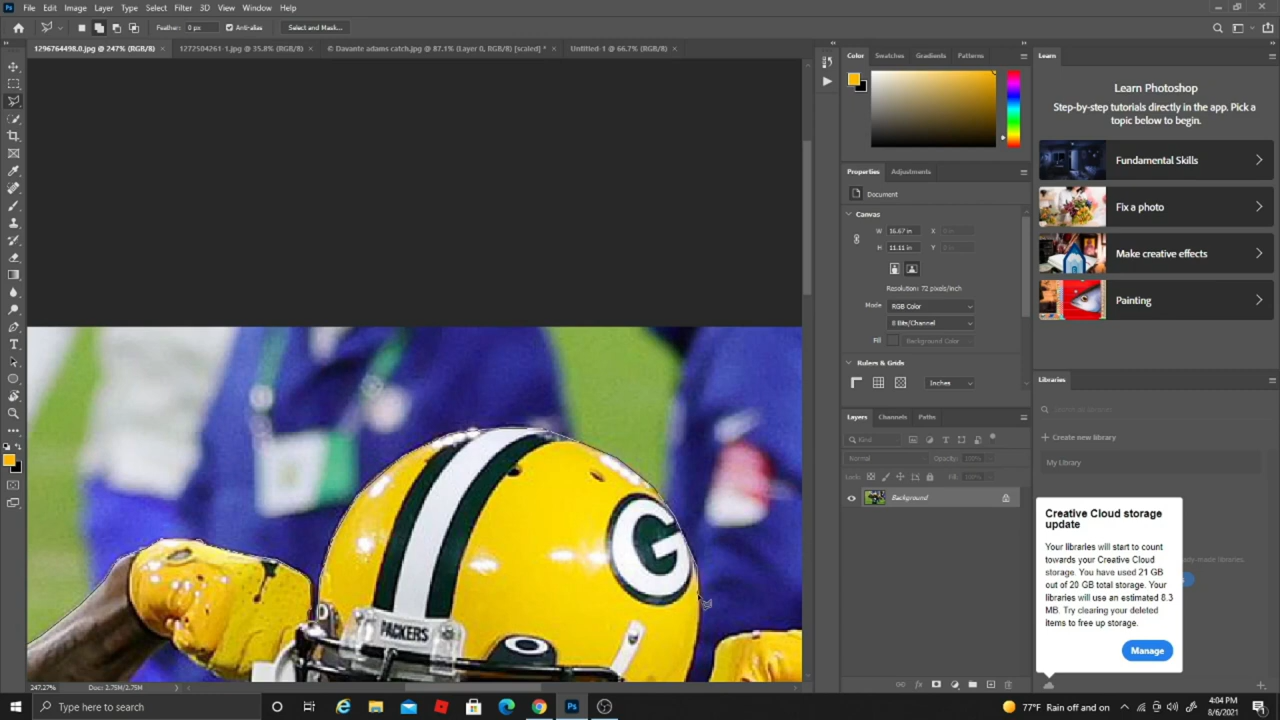 File Edit Image Layer Type Select Filter 3D View Window Help
Feather: 0 px Anti-alias Select and Mask...
1296764498.0.jpg @ 247% (RGB/8) × 1272504261-1.jpg @ 35.8% (RGB/8) × © Davante adams catch.jpg @ 87.1% (Layer 0, RGB/8) [scaled] * × Untitled-1 @ 66.7% (RGB/8) ×
Color Swatches Gradients Patterns
Learn
Learn Photoshop
Step-by-step tutorials directly in the app. Pick a
topic below to begin.
Fundamental Skills
Fix a photo
Make creative effects
Painting
Properties Adjustments
Document
Canvas
W 16.67 in X 0 in
H 11.11 in Y 0 in
Resolution: 72 pixels/inch
Mode RGB Color
8 Bits/Channel
Fill Background Color
Rulers & Grids
Inches
Layers Channels Paths
Kind
Normal Opacity: 100%
Lock: Fill: 100%
Background
Libraries
Create new library
My Library
Creative Cloud storage
update
Your libraries will start to count
towards your Creative Cloud
storage. You have used 21 GB
out of 20 GB total storage. Your
libraries will use an estimated 8.3
MB. Try clearing your deleted
items to free up storage.
Manage
G
PACKERS
247.27% Doc: 2.75M/2.75M
Type here to search
77°F Rain off and on
4:04 PM
8/6/2021